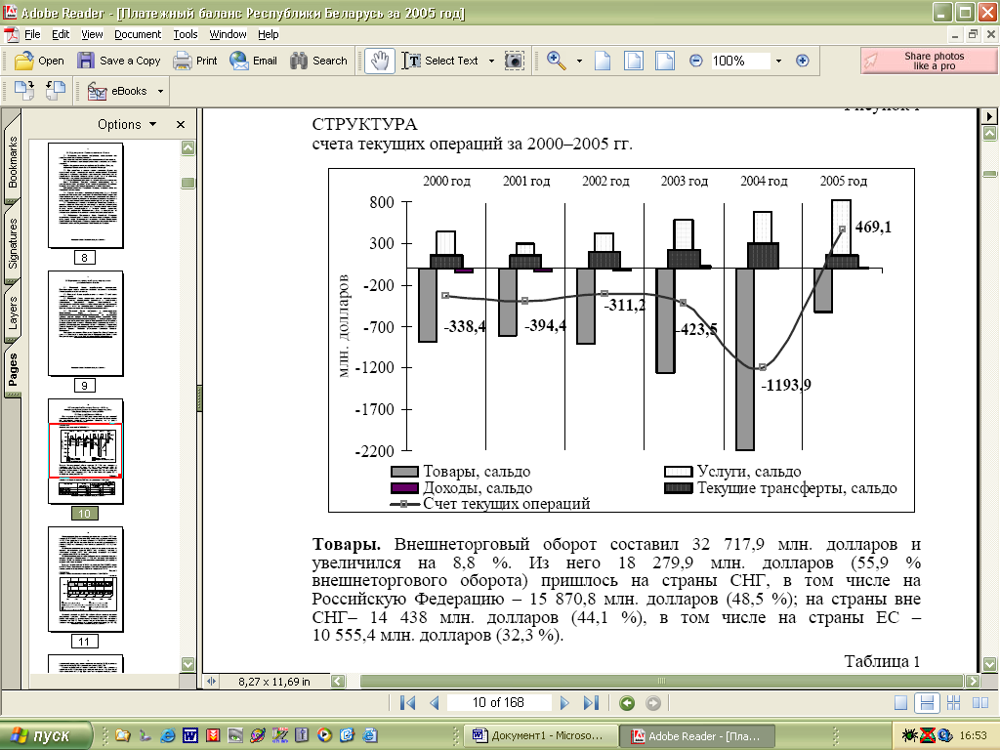 Adobe Reader - [Платежный баланс Республики Беларусь за 2005 год]
File Edit View Document Tools Window Help
Open Save a Copy Print Email Search Select Text 100% Share photos
like a pro
eBooks
Options
Bookmarks
Signatures
Layers
Pages
8
9
10
11
СТРУКТУРА
счета текущих операций за 2000–2005 гг.
2000 год 2001 год 2002 год 2003 год 2004 год 2005 год
млн. долларов
800
300
-200
-700
-1200
-1700
-2200
-338,4
-394,4
-311,2
-423,5
-1193,9
469,1
Товары, сальдо Услуги, сальдо
Доходы, сальдо Текущие трансферты, сальдо
Счет текущих операций
Товары. Внешнеторговый оборот составил 32 717,9 млн. долларов и
увеличился на 8,8 %. Из него 18 279,9 млн. долларов (55,9 %
внешнеторгового оборота) пришлось на страны СНГ, в том числе на
Российскую Федерацию – 15 870,8 млн. долларов (48,5 %); на страны вне
СНГ– 14 438 млн. долларов (44,1 %), в том числе на страны ЕС –
10 555,4 млн. долларов (32,3 %).
Таблица 1
8,27 x 11,69 in
10 of 168
пуск Документ1 - Microso... Adobe Reader - [Пла... 16:53